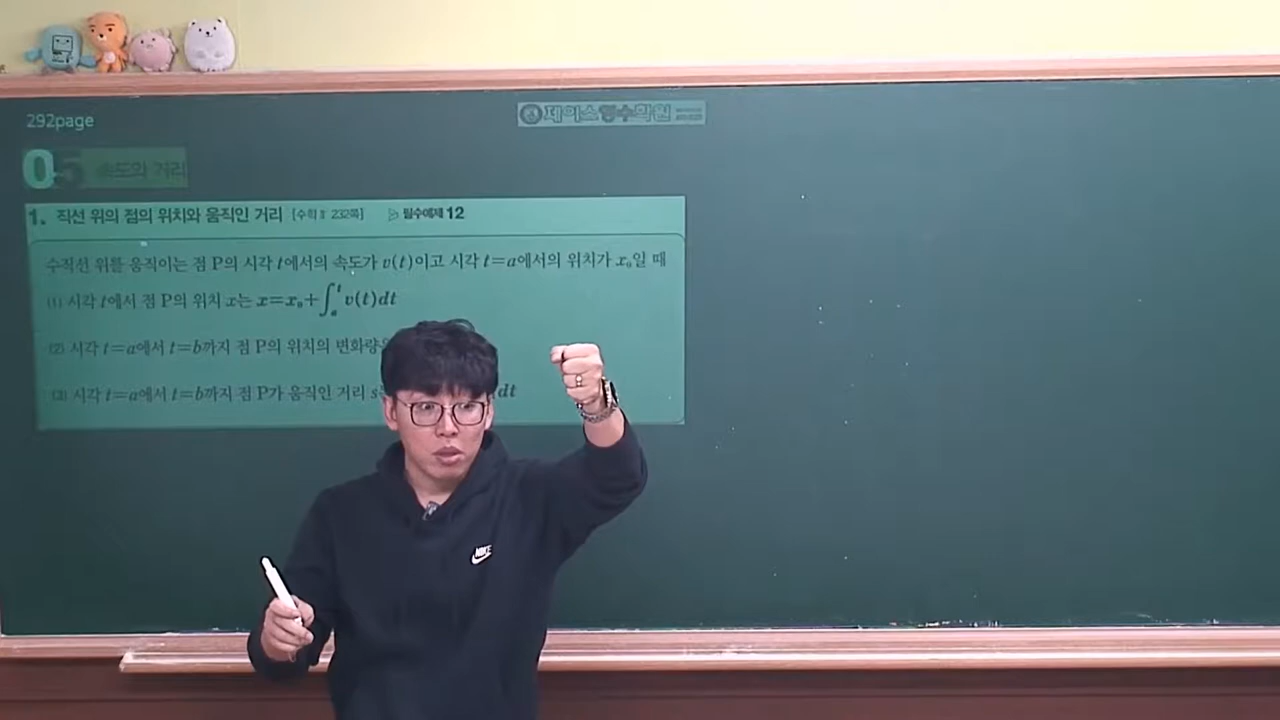 292page
제이스영수학원
05 속도와 거리
1. 직선 위의 점의 위치와 움직인 거리 [수학Ⅱ 232쪽] ▷ 필수예제 12
수직선 위를 움직이는 점 P의 시각 t에서의 속도가 v(t)이고 시각 t=a에서의 위치가 x₀일 때
(1) 시각 t에서 점 P의 위치 x는 x=x₀+∫ₐᵗ v(t)dt
(2) 시각 t=a에서 t=b까지 점 P의 위치의 변화량은
(3) 시각 t=a에서 t=b까지 점 P가 움직인 거리 s는 dt
NIKE